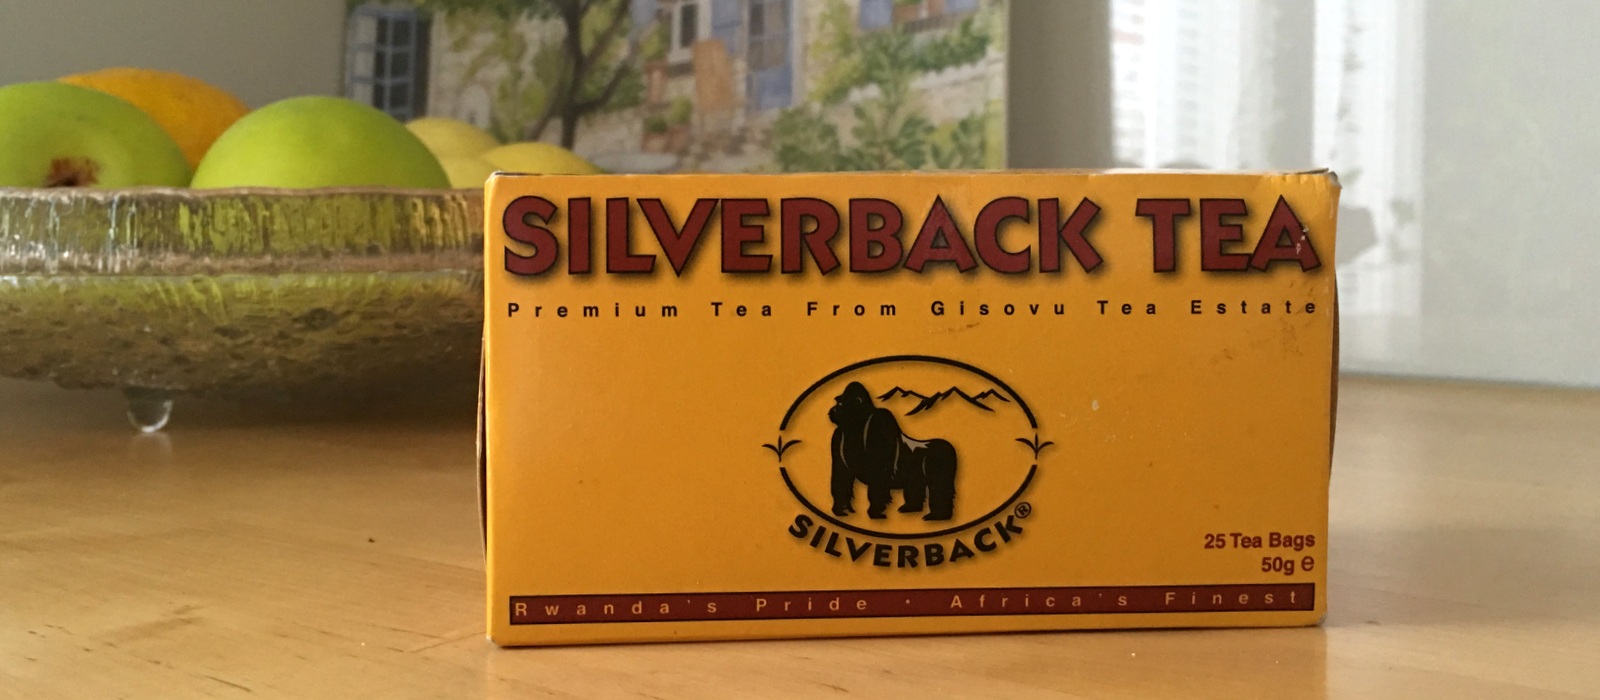 SILVERBACK TEA
Premium Tea From Gisovu Tea Estate
SILVERBACK®
25 Tea Bags
50g ℮
Rwanda's Pride · Africa's Finest